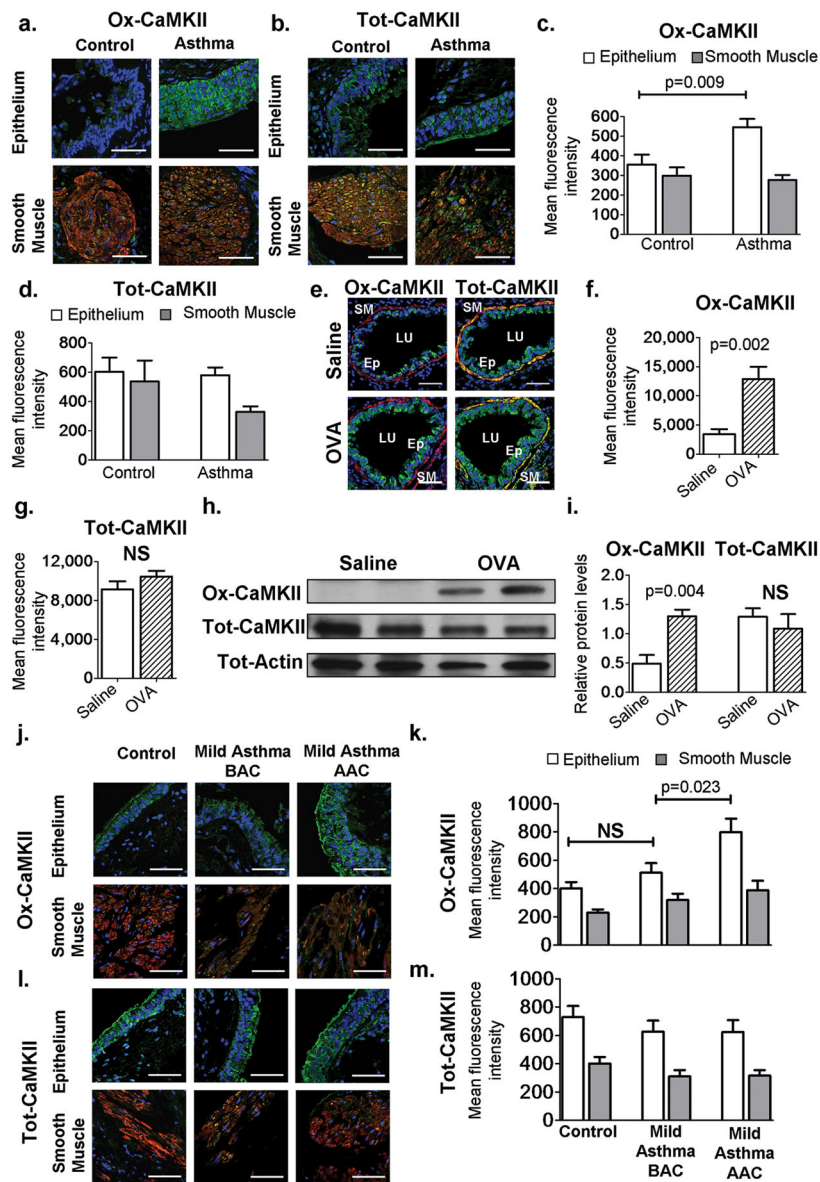 a.
Ox-CaMKII
Control
Asthma
Epithelium
Smooth
Muscle
b.
Tot-CaMKII
Control
Asthma
Epithelium
Smooth
Muscle
c.
Ox-CaMKII
Epithelium
Smooth Muscle
p=0.009
Mean fluorescence
intensity
600
500
400
300
200
100
0
Control
Asthma
d.
Tot-CaMKII
Epithelium
Smooth Muscle
Mean fluorescence
intensity
800
600
400
200
0
Control
Asthma
e.
Ox-CaMKII
Tot-CaMKII
Saline
SM
LU
Ep
SM
LU
Ep
OVA
LU
Ep
SM
LU
Ep
SM
f.
Ox-CaMKII
p=0.002
Mean fluorescence
intensity
20,000
15,000
10,000
5,000
0
Saline
OVA
g.
Tot-CaMKII
NS
Mean fluorescence
intensity
12,000
8,000
4,000
0
Saline
OVA
h.
Saline
OVA
Ox-CaMKII
Tot-CaMKII
Tot-Actin
i.
Ox-CaMKII
Tot-CaMKII
p=0.004
NS
Relative protein levels
2.0
1.5
1.0
0.5
0
Saline
OVA
Saline
OVA
j.
Control
Mild Asthma
BAC
Mild Asthma
AAC
Ox-CaMKII
Epithelium
Smooth
Muscle
k.
Epithelium
Smooth Muscle
p=0.023
NS
Ox-CaMKII
Mean fluorescence
intensity
1000
800
600
400
200
0
l.
Tot-CaMKII
Epithelium
Smooth
Muscle
m.
Tot-CaMKII
Mean fluorescence
intensity
1000
800
600
400
200
0
Control
Mild
Asthma
BAC
Mild
Asthma
AAC